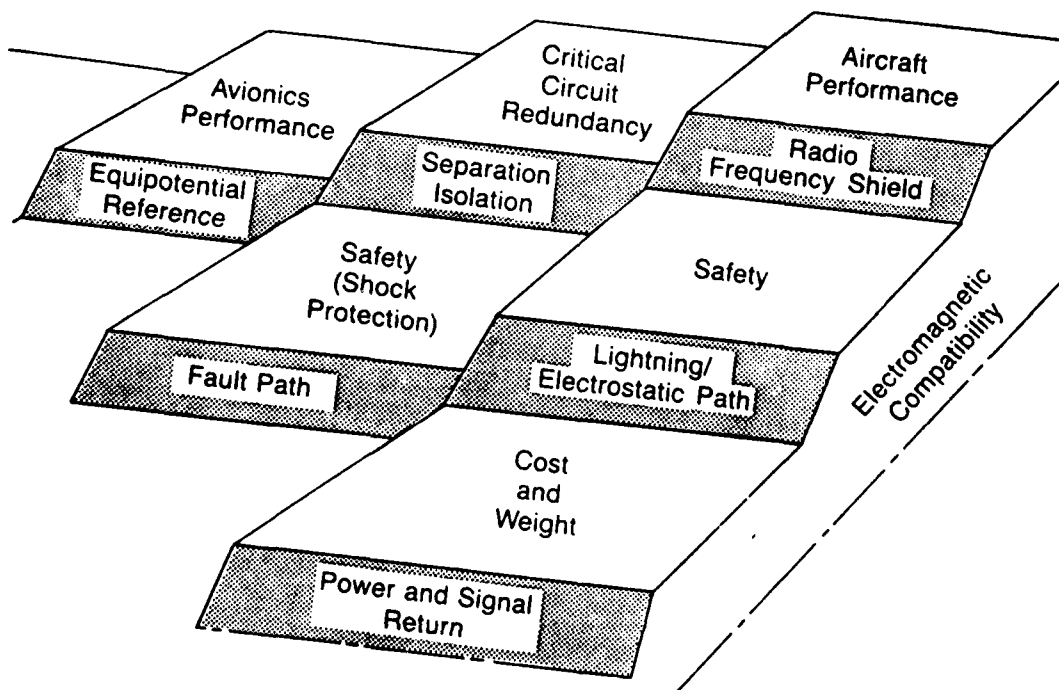 Avionics
Performance
Critical
Circuit
Redundancy
Aircraft
Performance
Equipotential
Reference
Separation
Isolation
Radio
Frequency Shield
Safety
(Shock
Protection)
Safety
Fault Path
Lightning/
Electrostatic Path
Electromagnetic
Compatibility
Cost
and
Weight
Power and Signal
Return